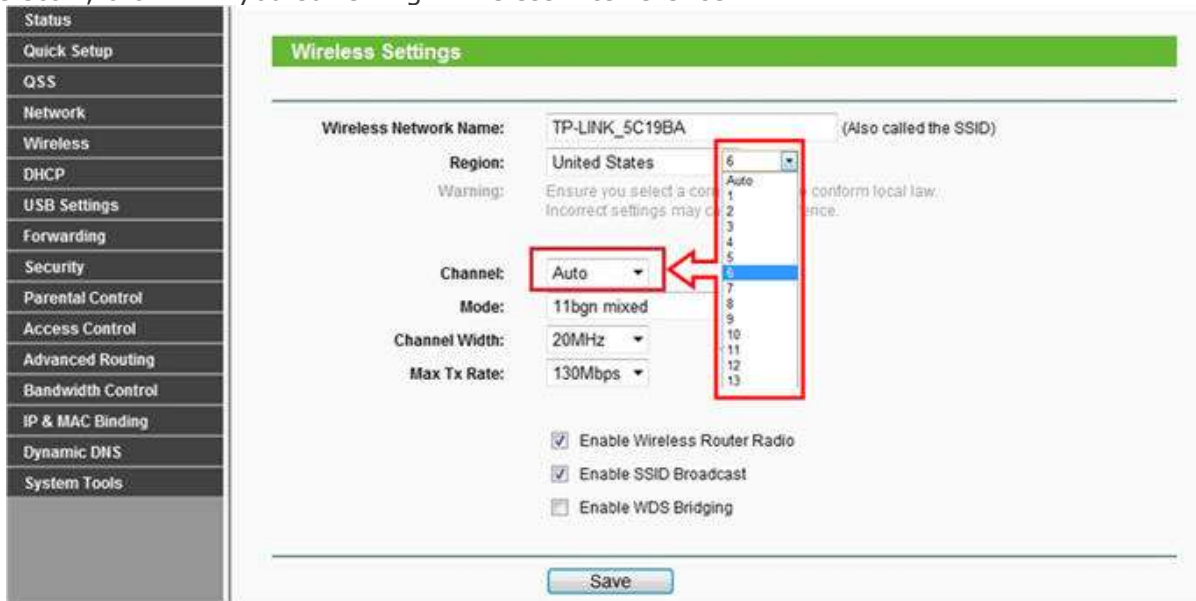 Status
Quick Setup
QSS
Network
Wireless
DHCP
USB Settings
Forwarding
Security
Parental Control
Access Control
Advanced Routing
Bandwidth Control
IP & MAC Binding
Dynamic DNS
System Tools
Wireless Settings
Wireless Network Name: TP-LINK_5C19BA (Also called the SSID)
Region: United States
Warning: Ensure you select a conform local law.
Incorrect settings may
Channel: Auto
Mode: 11bgn mixed
Channel Width: 20MHz
Max Tx Rate: 130Mbps
6
Auto
1
2
3
4
5
6
7
8
9
10
11
12
13
Enable Wireless Router Radio
Enable SSID Broadcast
Enable WDS Bridging
Save